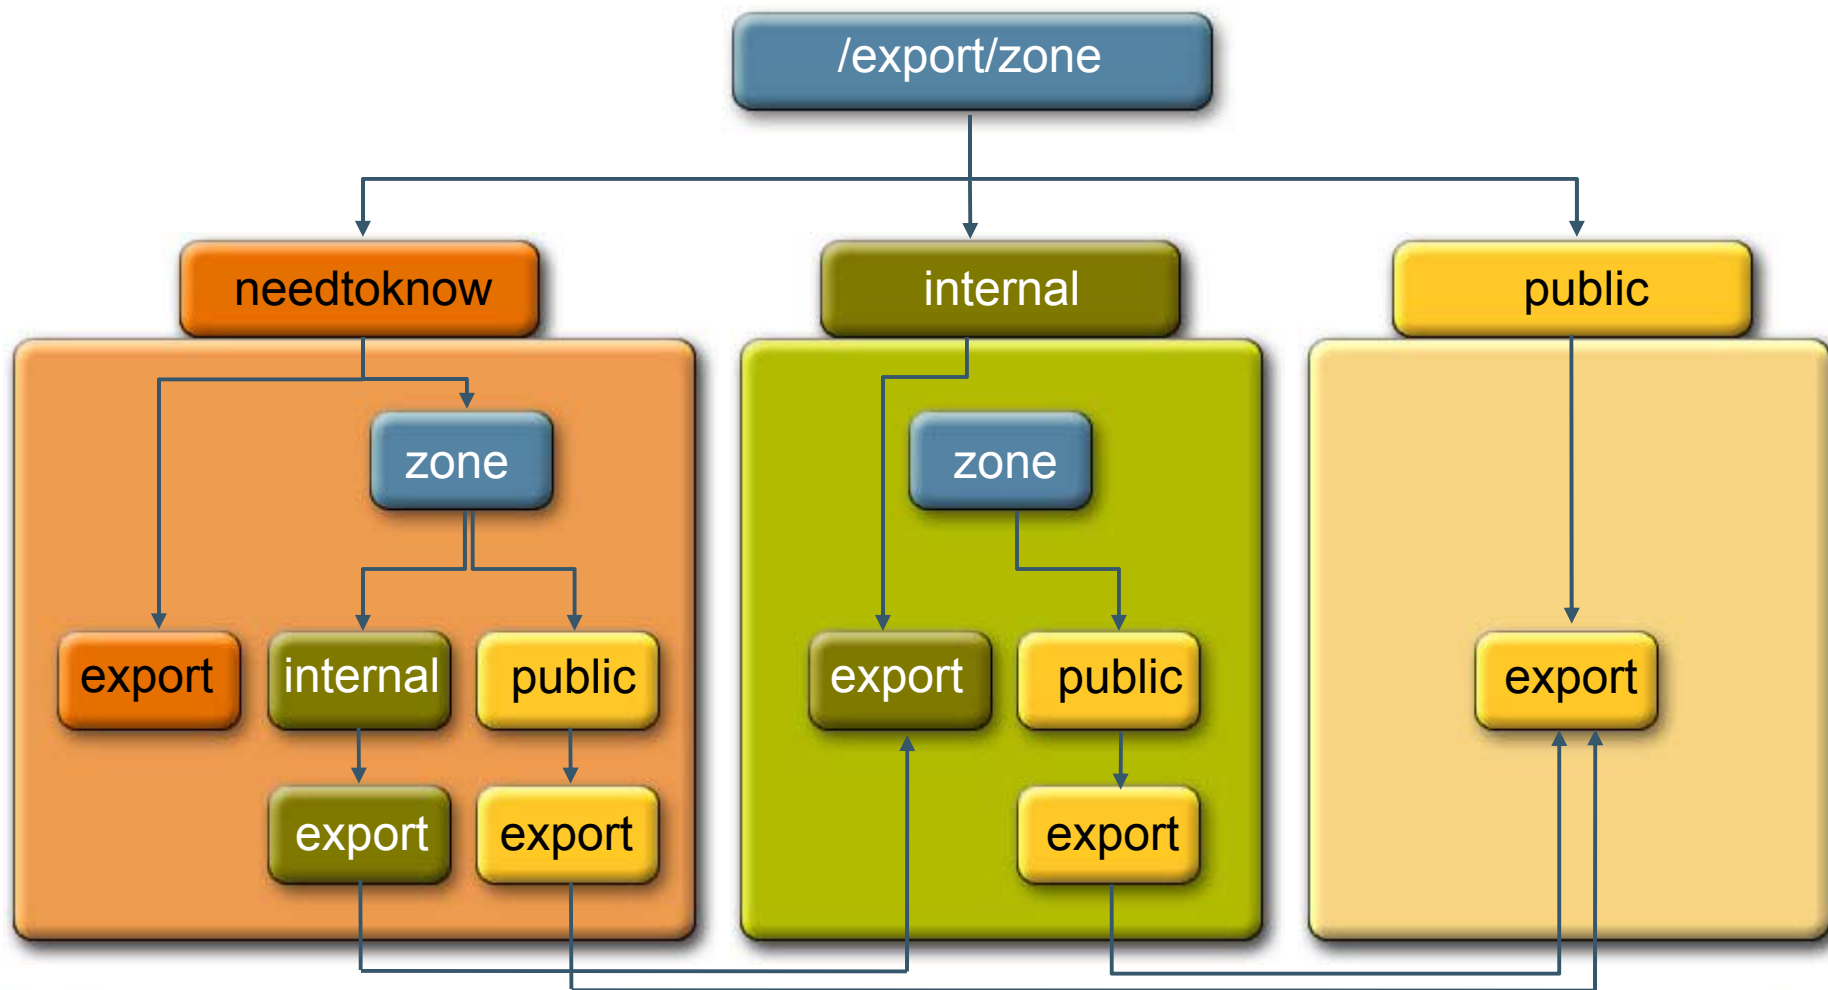 /export/zone
needtoknow
internal
public
zone
zone
export
internal
public
export
public
export
export
export
export